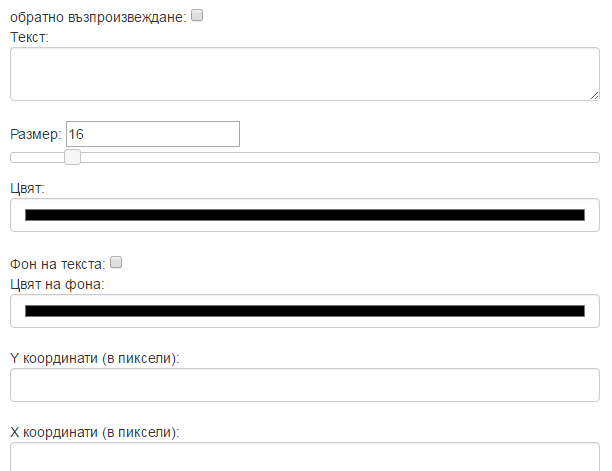 обратно възпроизвеждане:
Текст:
Размер: 16
Цвят:
Фон на текста:
Цвят на фона:
Y координати (в пиксели):
X координати (в пиксели):